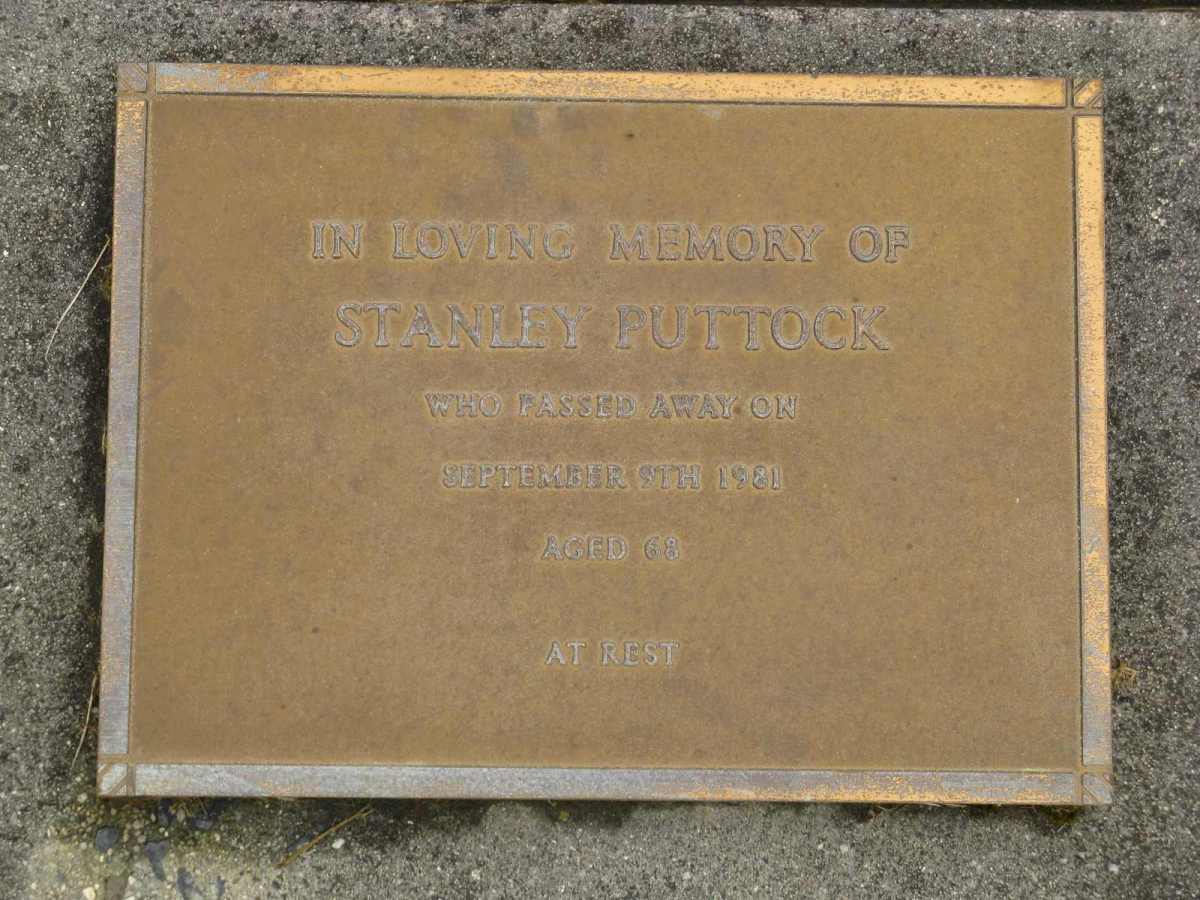 IN LOVING MEMORY OF
STANLEY PUTTOCK
WHO PASSED AWAY ON
SEPTEMBER 9TH 1981
AGED 68
AT REST